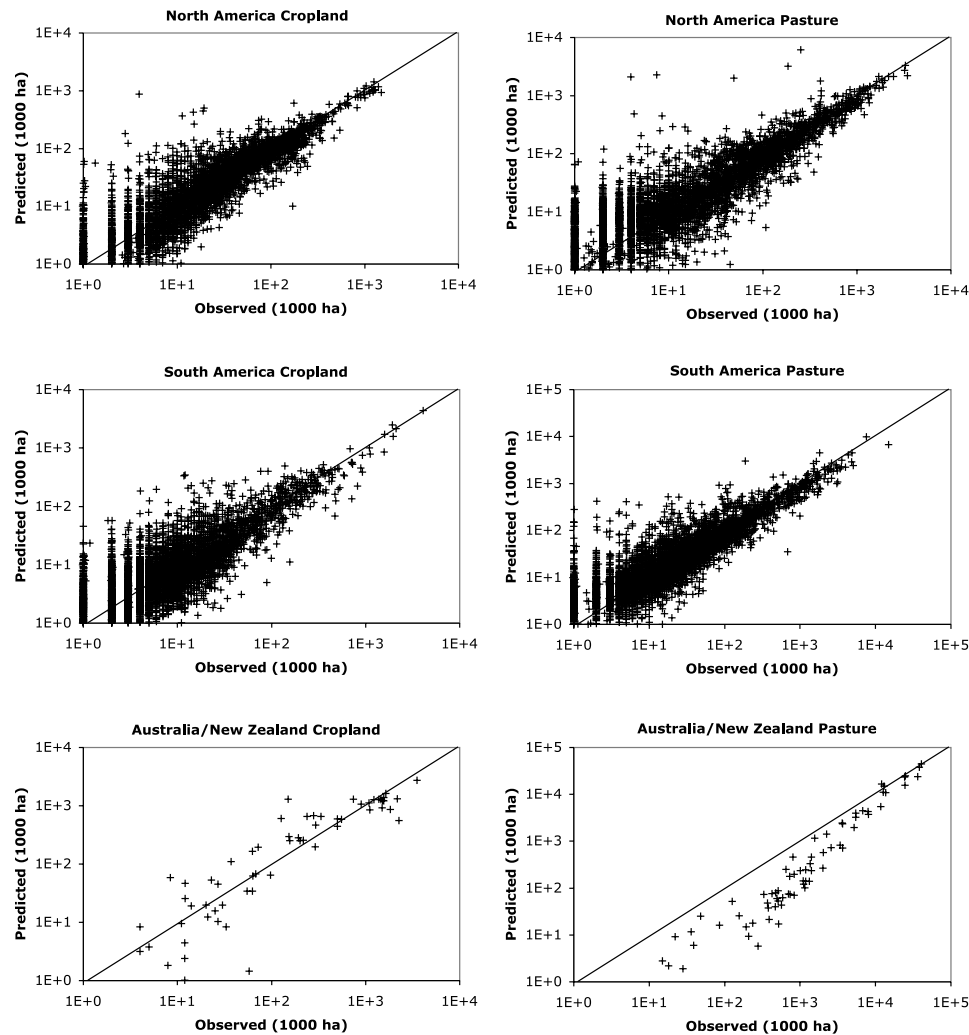 North America Cropland
1E+4
1E+3
1E+2
1E+1
1E+0
Predicted (1000 ha)
1E+0 1E+1 1E+2 1E+3 1E+4
Observed (1000 ha)
North America Pasture
1E+4
1E+3
1E+2
1E+1
1E+0
Predicted (1000 ha)
1E+0 1E+1 1E+2 1E+3 1E+4
Observed (1000 ha)
South America Cropland
1E+4
1E+3
1E+2
1E+1
1E+0
Predicted (1000 ha)
1E+0 1E+1 1E+2 1E+3 1E+4
Observed (1000 ha)
South America Pasture
1E+5
1E+4
1E+3
1E+2
1E+1
1E+0
Predicted (1000 ha)
1E+0 1E+1 1E+2 1E+3 1E+4 1E+5
Observed (1000 ha)
Australia/New Zealand Cropland
1E+4
1E+3
1E+2
1E+1
1E+0
Predicted (1000 ha)
1E+0 1E+1 1E+2 1E+3 1E+4
Observed (1000 ha)
Australia/New Zealand Pasture
1E+5
1E+4
1E+3
1E+2
1E+1
1E+0
Predicted (1000 ha)
1E+0 1E+1 1E+2 1E+3 1E+4 1E+5
Observed (1000 ha)